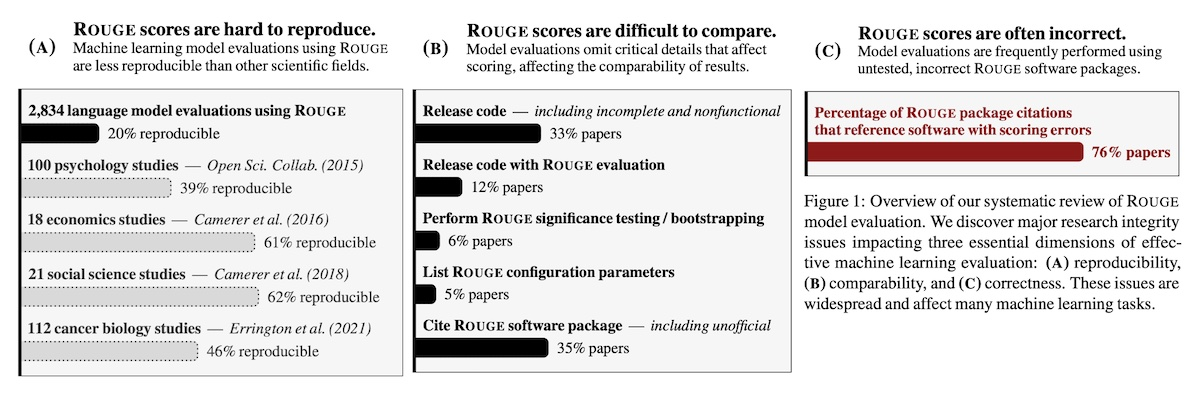 (A)
ROUGE scores are hard to reproduce.
Machine learning model evaluations using ROUGE
are less reproducible than other scientific fields.
2,834 language model evaluations using ROUGE
20% reproducible
100 psychology studies — Open Sci. Collab. (2015)
39% reproducible
18 economics studies — Camerer et al. (2016)
61% reproducible
21 social science studies — Camerer et al. (2018)
62% reproducible
112 cancer biology studies — Errington et al. (2021)
46% reproducible
(B)
ROUGE scores are difficult to compare.
Model evaluations omit critical details that affect
scoring, affecting the comparability of results.
Release code — including incomplete and nonfunctional
33% papers
Release code with ROUGE evaluation
12% papers
Perform ROUGE significance testing / bootstrapping
6% papers
List ROUGE configuration parameters
5% papers
Cite ROUGE software package — including unofficial
35% papers
(C)
ROUGE scores are often incorrect.
Model evaluations are frequently performed using
untested, incorrect ROUGE software packages.
Percentage of ROUGE package citations
that reference software with scoring errors
76% papers
Figure 1: Overview of our systematic review of ROUGE
model evaluation. We discover major research integrity
issues impacting three essential dimensions of effec-
tive machine learning evaluation: (A) reproducibility,
(B) comparability, and (C) correctness. These issues are
widespread and affect many machine learning tasks.